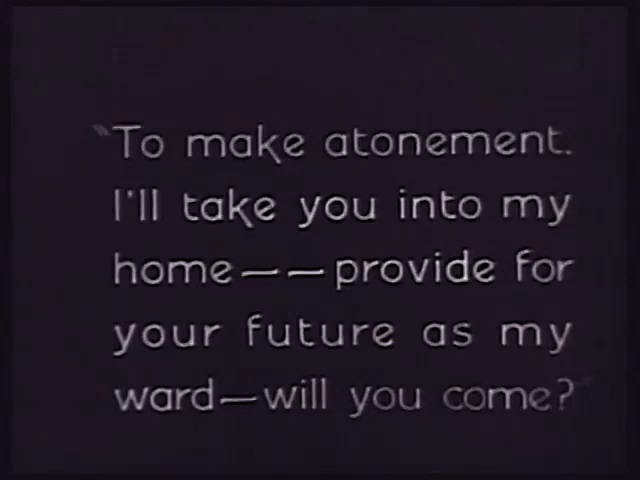 "To make atonement.
I'll take you into my
home — — provide for
your future as my
ward — will you come?"